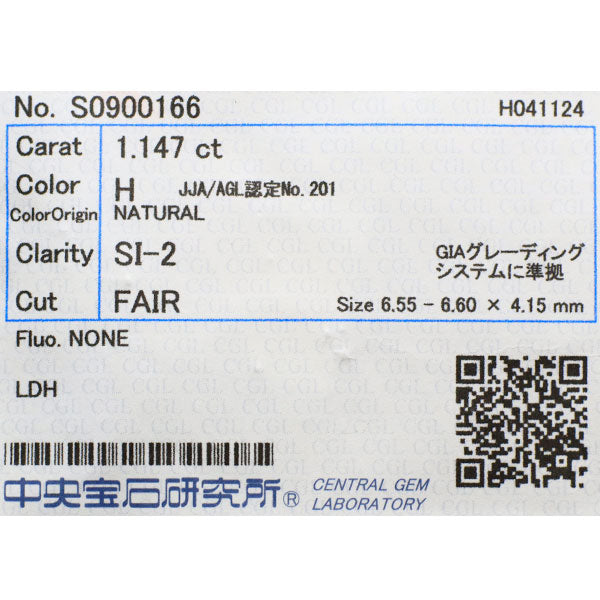 No. S0900166 H041124
Carat 1.147 ct
Color H JJA/AGL認定No. 201
ColorOrigin NATURAL
Clarity SI-2 GIAグレーディング
システムに準拠
Cut FAIR Size 6.55 - 6.60 × 4.15 mm
Fluo. NONE
LDH
中央宝石研究所® CENTRAL GEM
LABORATORY